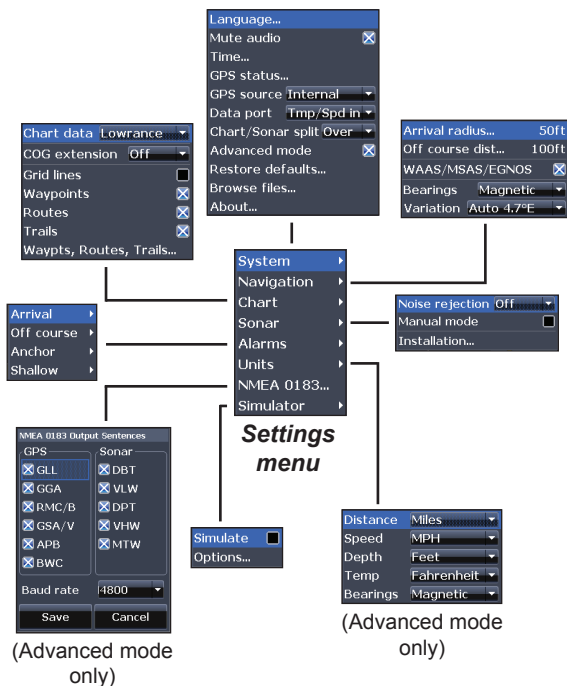 Language...
Mute audio
Time...
GPS status...
GPS source Internal
Data port Tmp/Spd in
Chart/Sonar split Over
Advanced mode
Restore defaults...
Browse files...
About...
Chart data Lowrance
COG extension Off
Grid lines
Waypoints
Routes
Trails
Waypts, Routes, Trails...
Arrival radius... 50ft
Off course dist... 100ft
WAAS/MSAS/EGNOS
Bearings Magnetic
Variation Auto 4.7°E
System
Navigation
Chart
Sonar
Alarms
Units
NMEA 0183...
Simulator
Settings
menu
Arrival
Off course
Anchor
Shallow
Noise rejection Off
Manual mode
Installation...
NMEA 0183 Output Sentences
GPS Sonar
GLL DBT
GGA VLW
RMC/B DPT
GSA/V VHW
APB MTW
BWC
Baud rate 4800
Save Cancel
(Advanced mode
only)
Simulate
Options...
Distance Miles
Speed MPH
Depth Feet
Temp Fahrenheit
Bearings Magnetic
(Advanced mode
only)